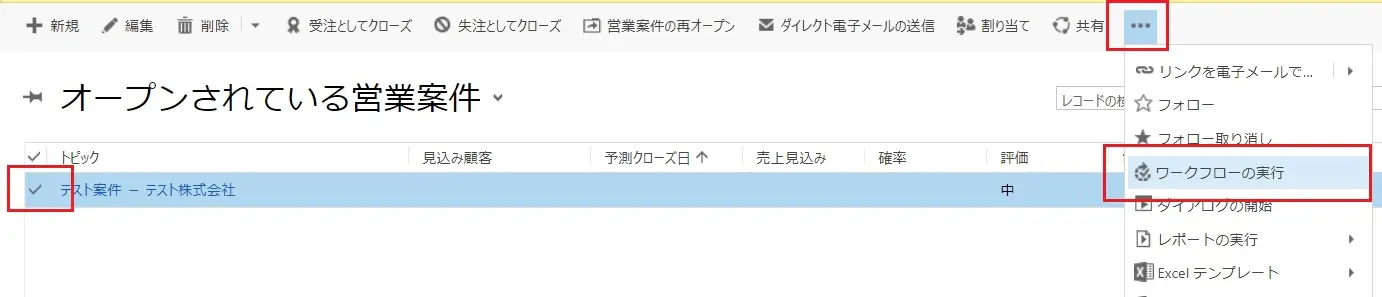 新規 編集 削除 受注としてクローズ 失注としてクローズ 営業案件の再オープン ダイレクト電子メールの送信 割り当て 共有 •••
リンクを電子メールで...
オープンされている営業案件
レコードの検
フォロー
フォロー取り消し
トピック 見込み顧客 予測クローズ日 売上見込み 確率 評価
ワークフローの実行
テスト案件 － テスト株式会社 中
ダイアログの開始
レポートの実行
Excel テンプレート